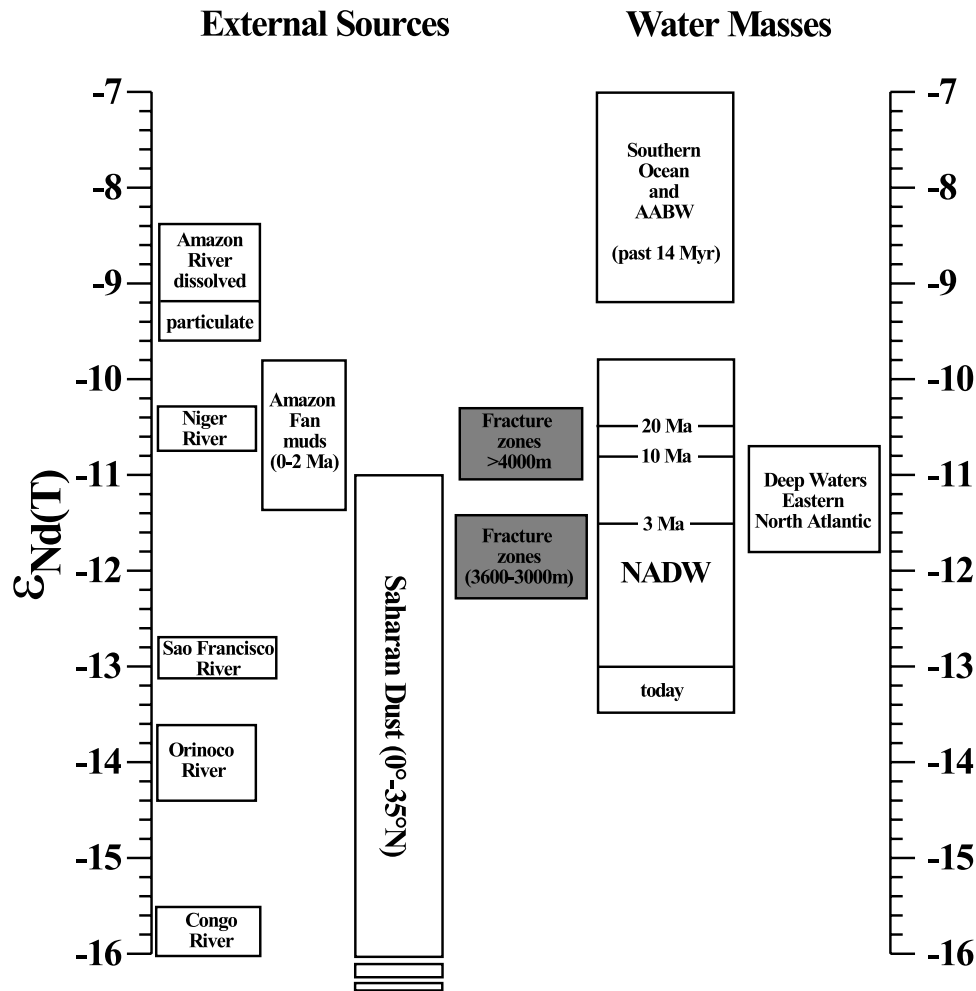 External Sources
Water Masses
-7
-8
-9
-10
-11
-12
-13
-14
-15
-16
εNd(T)
Amazon
River
dissolved
particulate
Niger
River
Sao Francisco
River
Orinoco
River
Congo
River
Amazon
Fan
muds
(0-2 Ma)
Saharan Dust (0°-35°N)
Fracture
zones
>4000m
Fracture
zones
(3600-3000m)
Southern
Ocean
and
AABW
(past 14 Myr)
20 Ma
10 Ma
3 Ma
NADW
today
Deep Waters
Eastern
North Atlantic
-7
-8
-9
-10
-11
-12
-13
-14
-15
-16